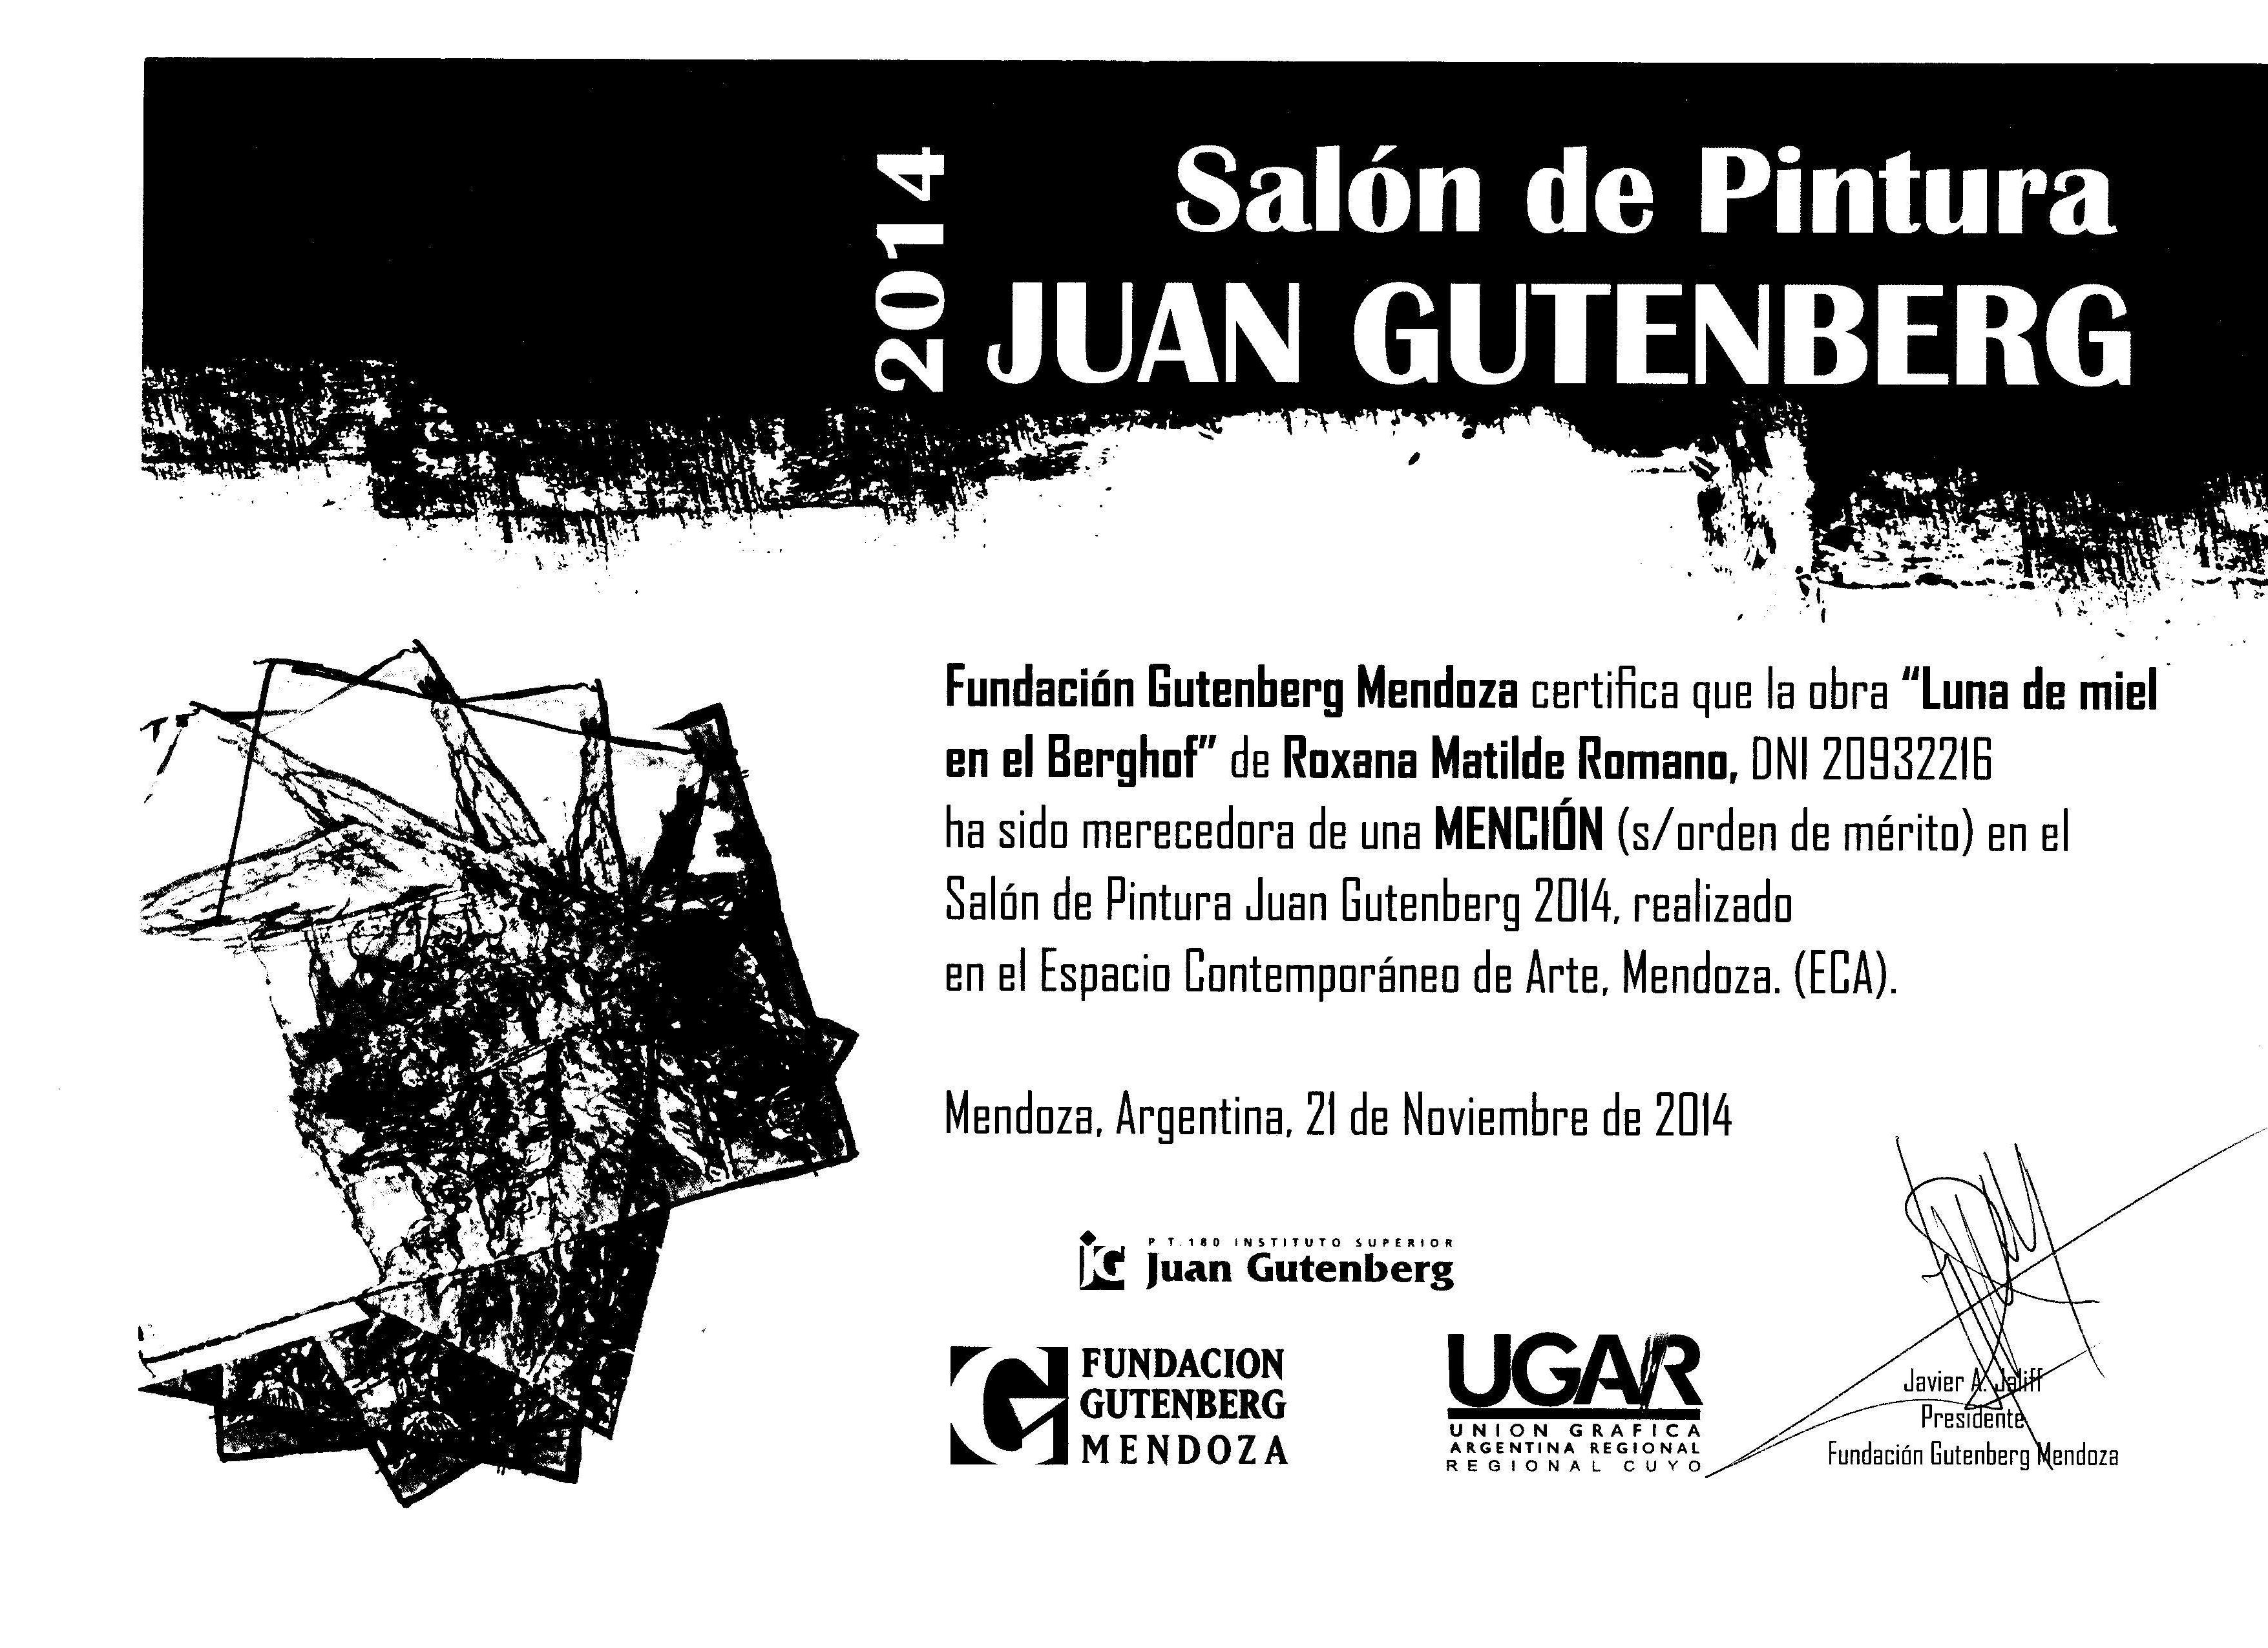 2014
Salón de Pintura
JUAN GUTENBERG
Fundación Gutenberg Mendoza certifica que la obra “Luna de miel
en el Berghof” de Roxana Matilde Romano, DNI 20932216
ha sido merecedora de una MENCIÓN (s/orden de mérito) en el
Salón de Pintura Juan Gutenberg 2014, realizado
en el Espacio Contemporáneo de Arte, Mendoza. (ECA).
Mendoza, Argentina, 21 de Noviembre de 2014
PT.180 INSTITUTO SUPERIOR
Juan Gutenberg
FUNDACION
GUTENBERG
MENDOZA
UGAR
UNION GRAFICA
ARGENTINA REGIONAL
REGIONAL CUYO
Javier A. Jaliff
Presidente
Fundación Gutenberg Mendoza